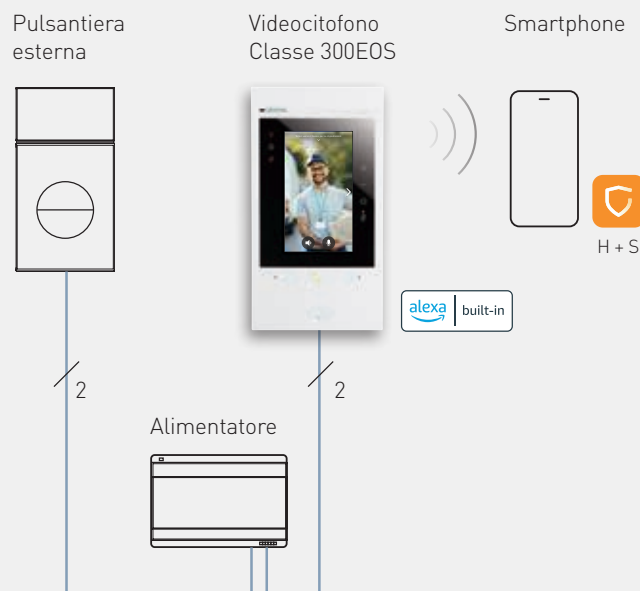 Pulsantiera
esterna
Videocitofono
Classe 300EOS
Smartphone
H + S
alexa
built-in
2
2
Alimentatore